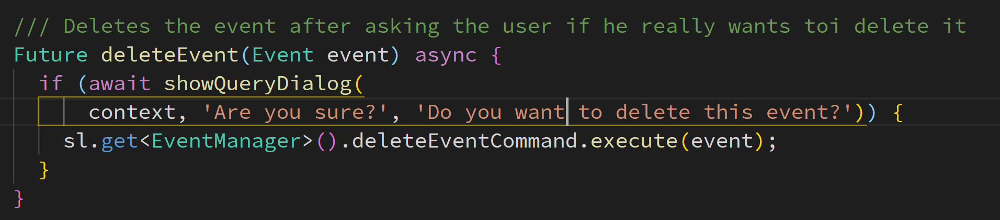 /// Deletes the event after asking the user if he really wants toi delete it
Future deleteEvent(Event event) async {
if (await showQueryDialog(
context, 'Are you sure?', 'Do you want to delete this event?')) {
sl.get<EventManager>().deleteEventCommand.execute(event);
}
}